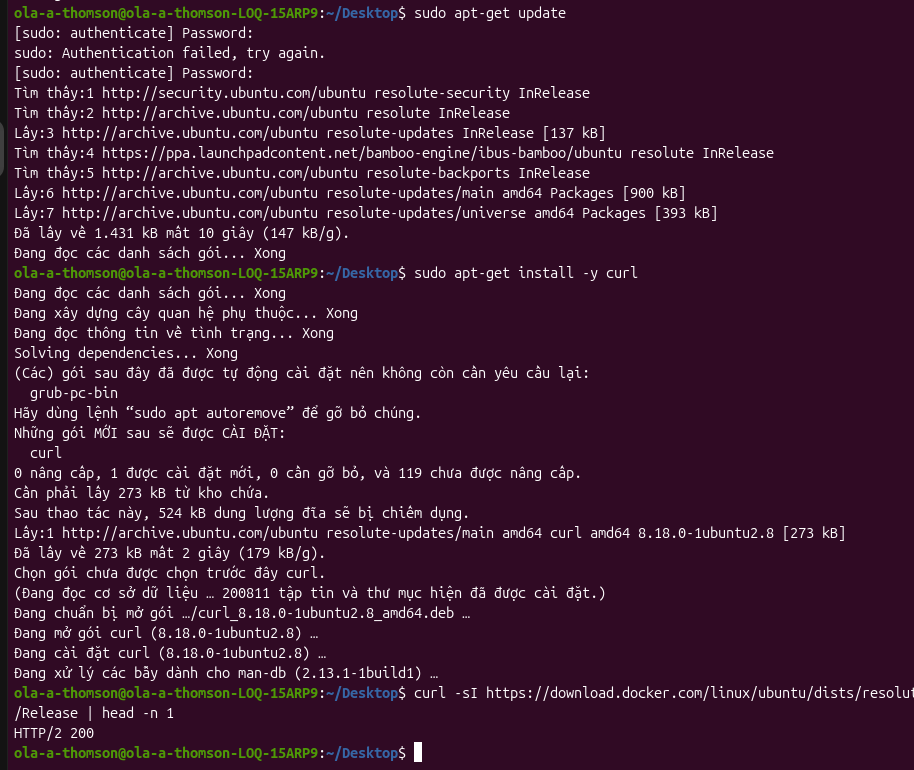 ola-a-thomson@ola-a-thomson-LOQ-15ARP9:~/Desktop$ sudo apt-get update
[sudo: authenticate] Password:
sudo: Authentication failed, try again.
[sudo: authenticate] Password:
Tìm thấy:1 http://security.ubuntu.com/ubuntu resolute-security InRelease
Tìm thấy:2 http://archive.ubuntu.com/ubuntu resolute InRelease
Lấy:3 http://archive.ubuntu.com/ubuntu resolute-updates InRelease [137 kB]
Tìm thấy:4 https://ppa.launchpadcontent.net/bamboo-engine/ibus-bamboo/ubuntu resolute InRelease
Tìm thấy:5 http://archive.ubuntu.com/ubuntu resolute-backports InRelease
Lấy:6 http://archive.ubuntu.com/ubuntu resolute-updates/main amd64 Packages [900 kB]
Lấy:7 http://archive.ubuntu.com/ubuntu resolute-updates/universe amd64 Packages [393 kB]
Đã lấy về 1.431 kB mất 10 giây (147 kB/g).
Đang đọc các danh sách gói... Xong
ola-a-thomson@ola-a-thomson-LOQ-15ARP9:~/Desktop$ sudo apt-get install -y curl
Đang đọc các danh sách gói... Xong
Đang xây dựng cây quan hệ phụ thuộc... Xong
Đang đọc thông tin về tình trạng... Xong
Solving dependencies... Xong
(Các) gói sau đây đã được tự động cài đặt nên không còn cần yêu cầu lại:
  grub-pc-bin
Hãy dùng lệnh “sudo apt autoremove” để gỡ bỏ chúng.
Những gói MỚI sau sẽ được CÀI ĐẶT:
  curl
0 nâng cấp, 1 được cài đặt mới, 0 cần gỡ bỏ, và 119 chưa được nâng cấp.
Cần phải lấy 273 kB từ kho chứa.
Sau thao tác này, 524 kB dung lượng đĩa sẽ bị chiếm dụng.
Lấy:1 http://archive.ubuntu.com/ubuntu resolute-updates/main amd64 curl amd64 8.18.0-1ubuntu2.8 [273 kB]
Đã lấy về 273 kB mất 2 giây (179 kB/g).
Chọn gói chưa được chọn trước đây curl.
(Đang đọc cơ sở dữ liệu … 200811 tập tin và thư mục hiện đã được cài đặt.)
Đang chuẩn bị mở gói …/curl_8.18.0-1ubuntu2.8_amd64.deb …
Đang mở gói curl (8.18.0-1ubuntu2.8) …
Đang cài đặt curl (8.18.0-1ubuntu2.8) …
Đang xử lý các bẫy dành cho man-db (2.13.1-1build1) …
ola-a-thomson@ola-a-thomson-LOQ-15ARP9:~/Desktop$ curl -sI https://download.docker.com/linux/ubuntu/dists/resolut
/Release | head -n 1
HTTP/2 200
ola-a-thomson@ola-a-thomson-LOQ-15ARP9:~/Desktop$